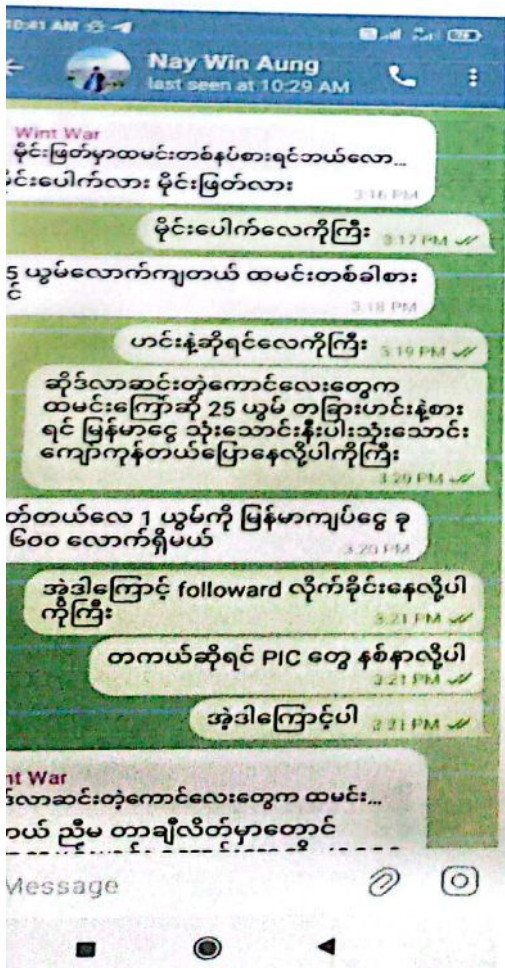 10:41 AM
Nay Win Aung
last seen at 10:29 AM
Wint War
မိုင်းဖြတ်မှာထမင်းတစ်နပ်စားရင်ဘယ်လော...
မိုင်းပေါက်လား မိုင်းဖြတ်လား
3:16 PM
မိုင်းပေါက်လေကိုကြီး 3:17 PM
5 ယွမ်လောက်ကျတယ် ထမင်းတစ်ခါစား
3:18 PM
ဟင်းနဲ့ဆိုရင်လေကိုကြီး 3:19 PM
ဆိုဒ်လာဆင်းတဲ့ကောင်လေးတွေက
ထမင်းကြော်ဆို 25 ယွမ် တခြားဟင်းနဲ့စား
ရင် မြန်မာငွေ သုံးသောင်းနီးပါးသုံးသောင်း
ကျော်ကုန်တယ်ပြောနေလို့ပါကိုကြီး
3:20 PM
တ်တယ်လေ 1 ယွမ်ကို မြန်မာကျပ်ငွေ ခု
၆၀၀ လောက်ရှိမယ်
3:20 PM
အဲ့ဒါကြောင့် followard လိုက်ခိုင်းနေလို့ပါ
ကိုကြီး
3:21 PM
တကယ်ဆိုရင် PIC တွေ နစ်နာလို့ပါ
3:21 PM
အဲ့ဒါကြောင့်ပါ 3:21 PM
nt War
ဒ်လာဆင်းတဲ့ကောင်လေးတွေက ထမင်း...
တယ် ညီမ တာချီလိတ်မှာတောင်
Message